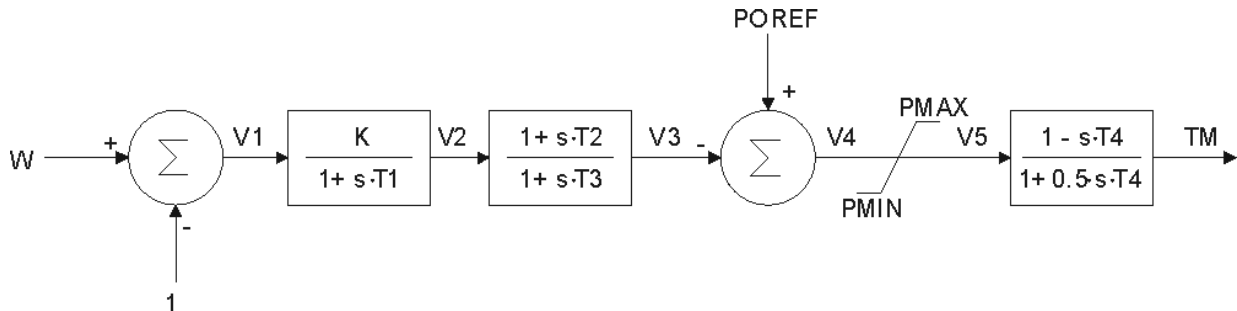 POREF
+
PMAX
W
+
Σ
V1
K
1+ s·T1
V2
1+ s·T2
1+ s·T3
V3
-
Σ
V4
V5
1 - s·T4
1+ 0.5·s·T4
TM
PMIN
-
1